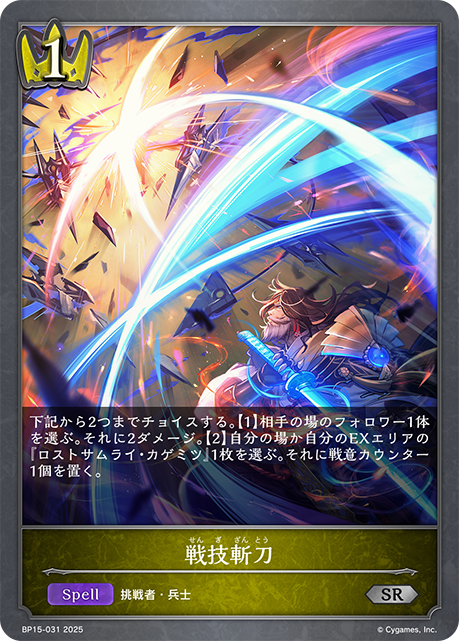 1
下記から2つまでチョイスする。【1】相手の場のフォロワー1体
を選ぶ。それに2ダメージ。【2】自分の場か自分のEXエリアの
『ロストサムライ・カゲミツ』1枚を選ぶ。それに戦意カウンター
1個を置く。
せん ぎ ざん とう
戦技斬刀
Spell 挑戦者・兵士 SR
BP15-031 2025 © Cygames, Inc.